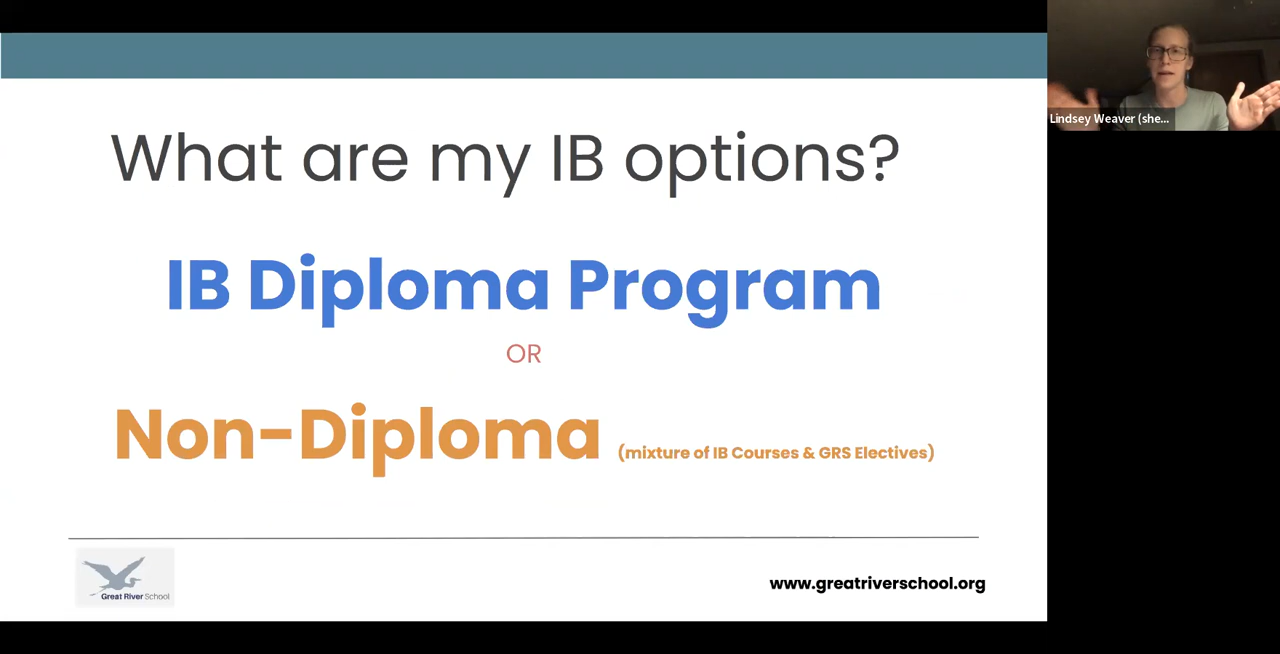 What are my IB options?
IB Diploma Program
OR
Non-Diploma (mixture of IB Courses & GRS Electives)
Great River School
www.greatriverschool.org
Lindsey Weaver (she...